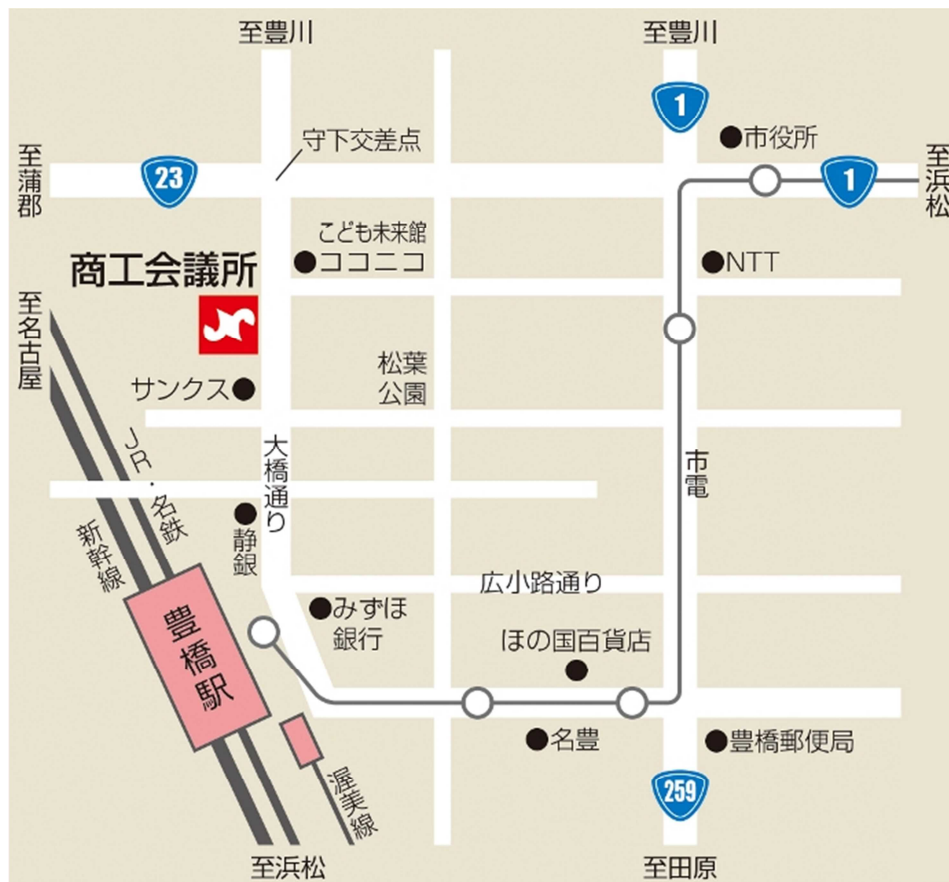 至豊川
至豊川
1
守下交差点
市役所
至蒲郡
23
1
至浜松
こども未来館
ココニコ
商工会議所
NTT
至名古屋
サンクス
松葉
公園
JR・名鉄
大橋通り
市電
新幹線
静銀
広小路通り
みずほ
銀行
豊橋駅
ほの国百貨店
名豊
豊橋郵便局
渥美線
259
至浜松
至田原